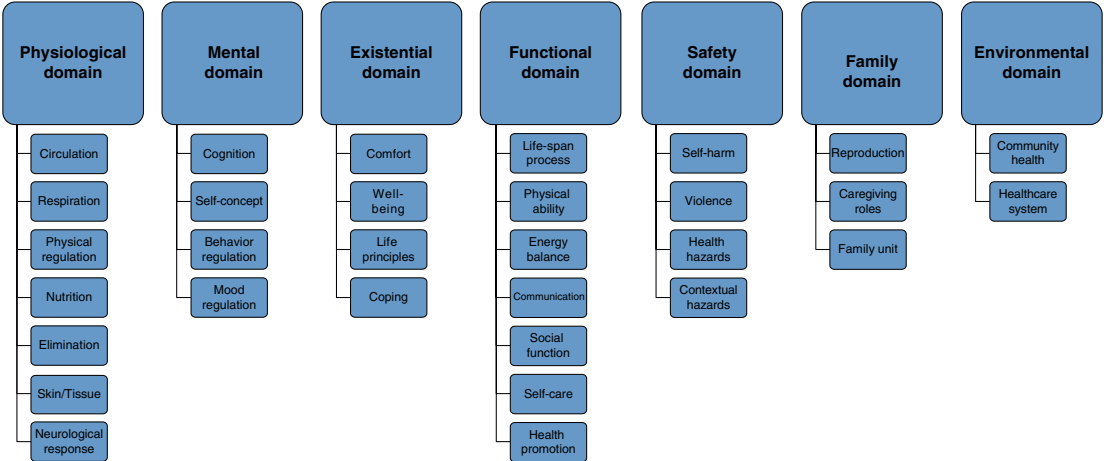 Physiological
domain
Circulation
Respiration
Physical
regulation
Nutrition
Elimination
Skin/Tissue
Neurological
response
Mental
domain
Cognition
Self-concept
Behavior
regulation
Mood
regulation
Existential
domain
Comfort
Well-
being
Life
principles
Coping
Functional
domain
Life-span
process
Physical
ability
Energy
balance
Communication
Social
function
Self-care
Health
promotion
Safety
domain
Self-harm
Violence
Health
hazards
Contextual
hazards
Family
domain
Reproduction
Caregiving
roles
Family unit
Environmental
domain
Community
health
Healthcare
system